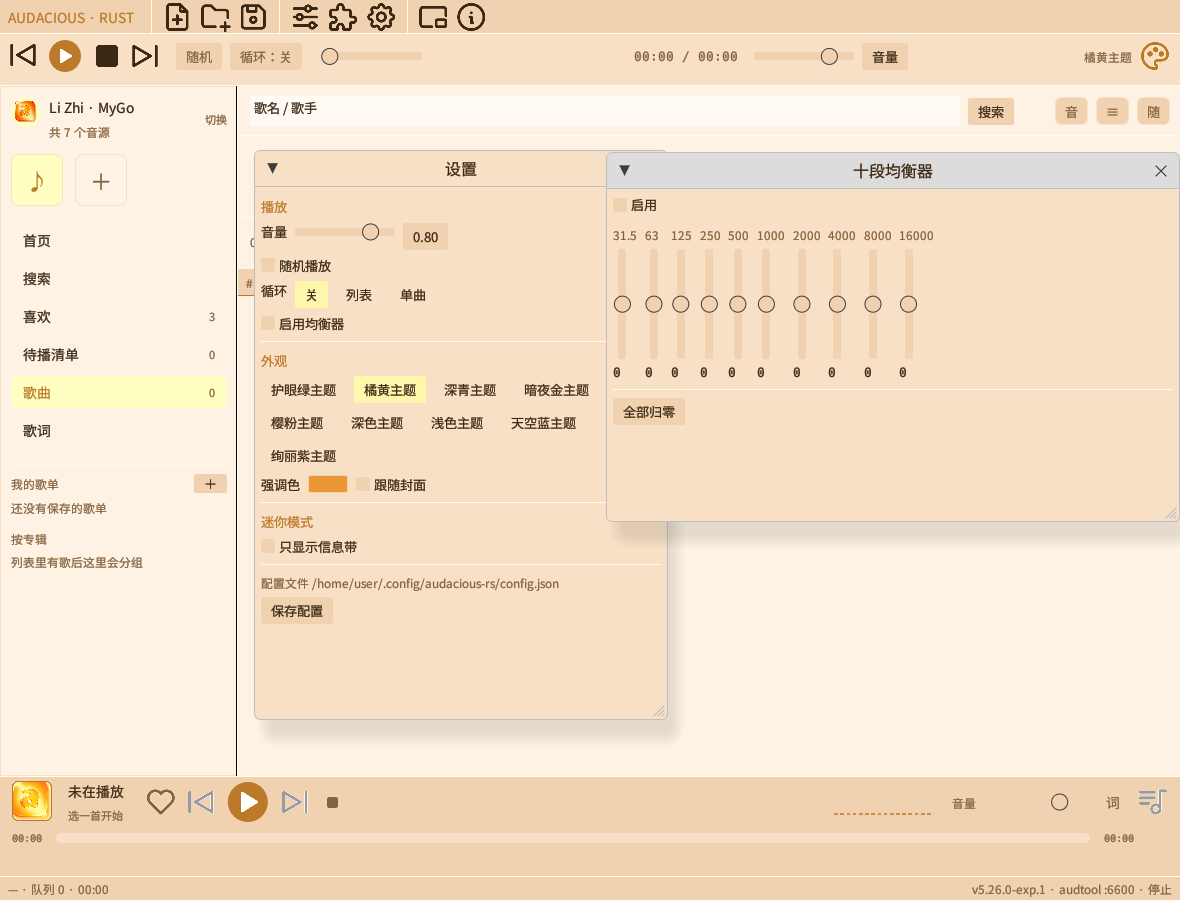 AUDACIOUS · RUST
随机
循环：关
00:00 / 00:00
音量
橘黄主题
Li Zhi · MyGo
共 7 个音源
切换
歌名 / 歌手
搜索
音
≡
随
♪
+
首页
搜索
喜欢 3
待播清单 0
歌曲 0
歌词
我的歌单 +
还没有保存的歌单
按专辑
列表里有歌后这里会分组
#
▼ 设置
播放
音量 0.80
随机播放
循环 关 列表 单曲
启用均衡器
外观
护眼绿主题 橘黄主题 深青主题 暗夜金主题
樱粉主题 深色主题 浅色主题 天空蓝主题
绚丽紫主题
强调色 跟随封面
迷你模式
只显示信息带
配置文件 /home/user/.config/audacious-rs/config.json
保存配置
▼ 十段均衡器 ×
启用
31.5 63 125 250 500 1000 2000 4000 8000 16000
0 0 0 0 0 0 0 0 0 0
全部归零
未在播放
选一首开始
音量
词
00:00 00:00
— · 队列 0 · 00:00
v5.26.0-exp.1 · audtool :6600 · 停止